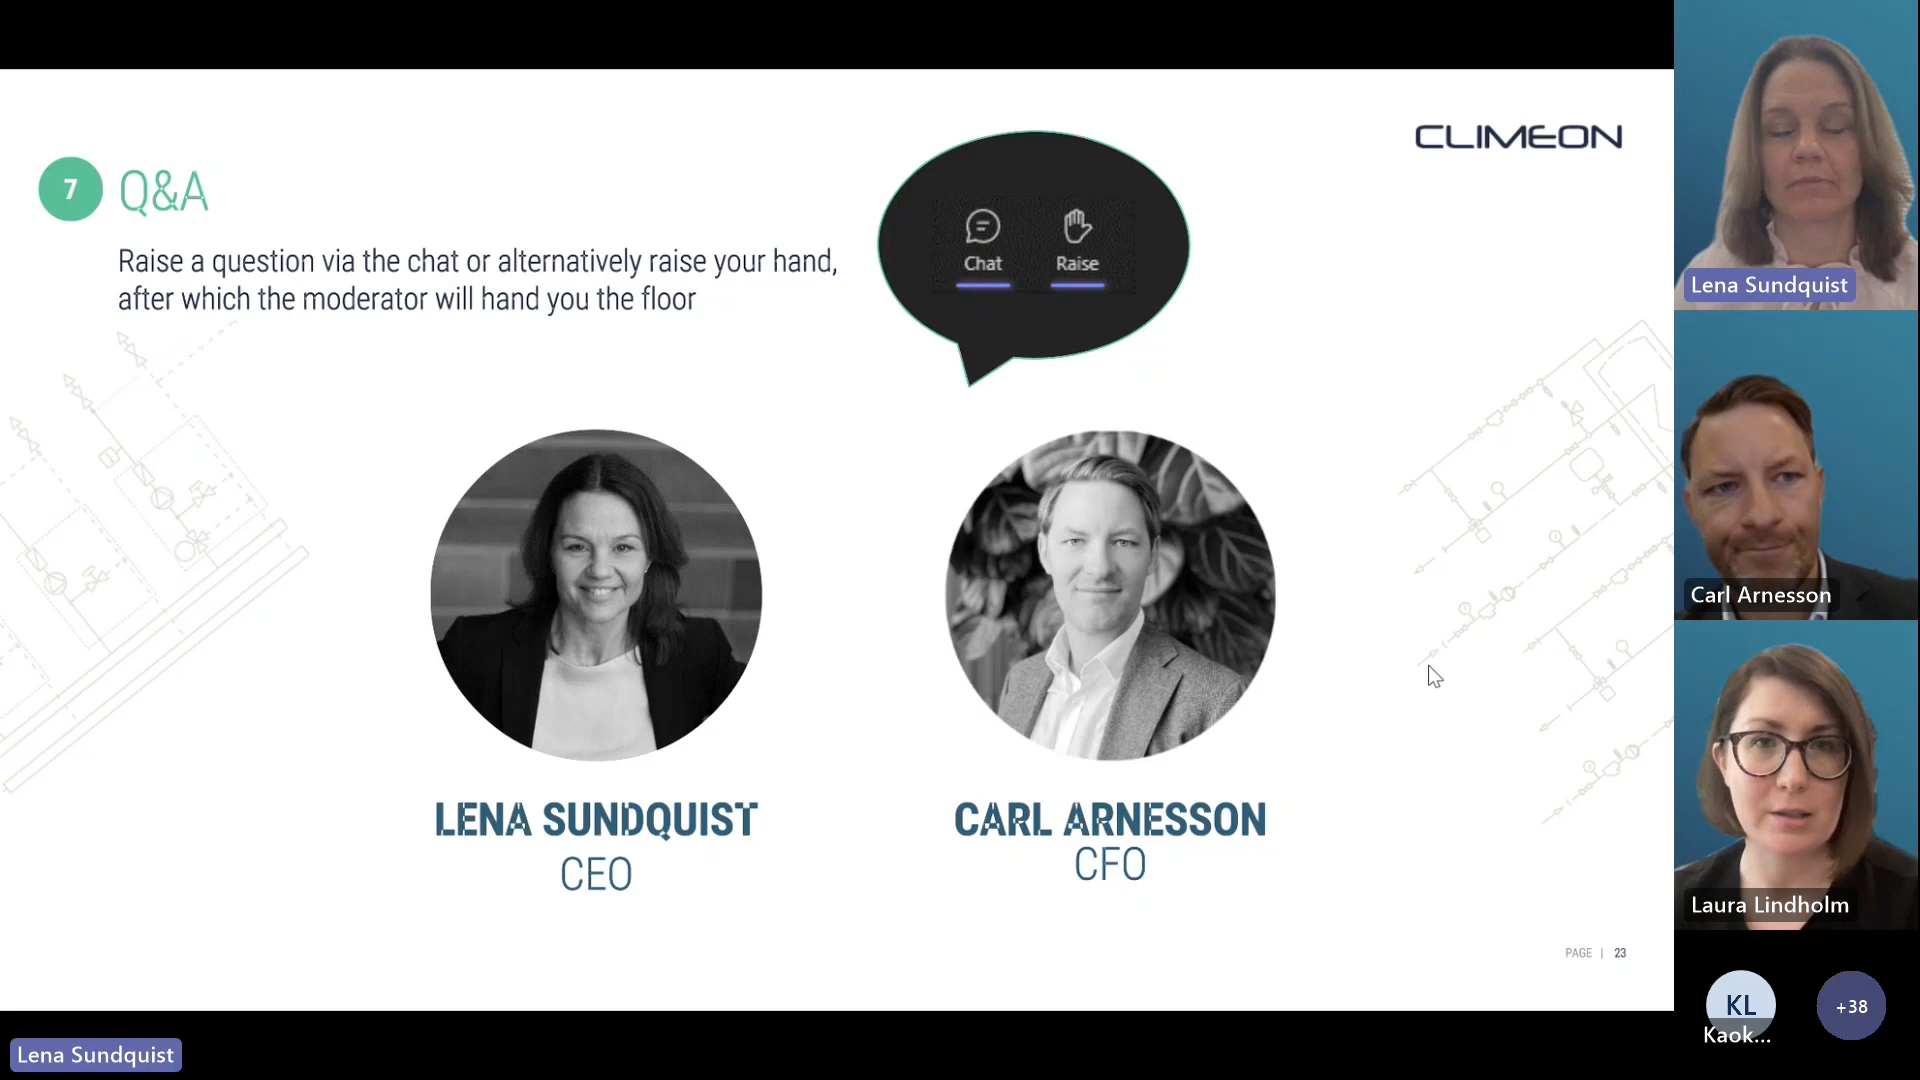 CLIMEON
7 Q&A
Raise a question via the chat or alternatively raise your hand,
after which the moderator will hand you the floor
Chat Raise
LENA SUNDQUIST
CEO
CARL ARNESSON
CFO
PAGE | 23
Lena Sundquist
Carl Arnesson
Laura Lindholm
KL
Kaok...
+38
Lena Sundquist